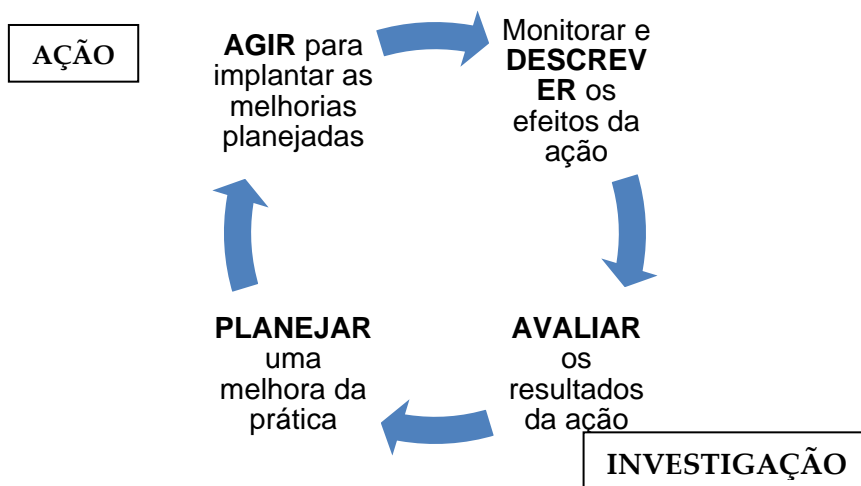 AÇÃO
AGIR para
implantar as
melhorias
planejadas
Monitorar e
DESCREV
ER os
efeitos da
ação
AVALIAR
os
resultados
da ação
INVESTIGAÇÃO
PLANEJAR
uma
melhora da
prática